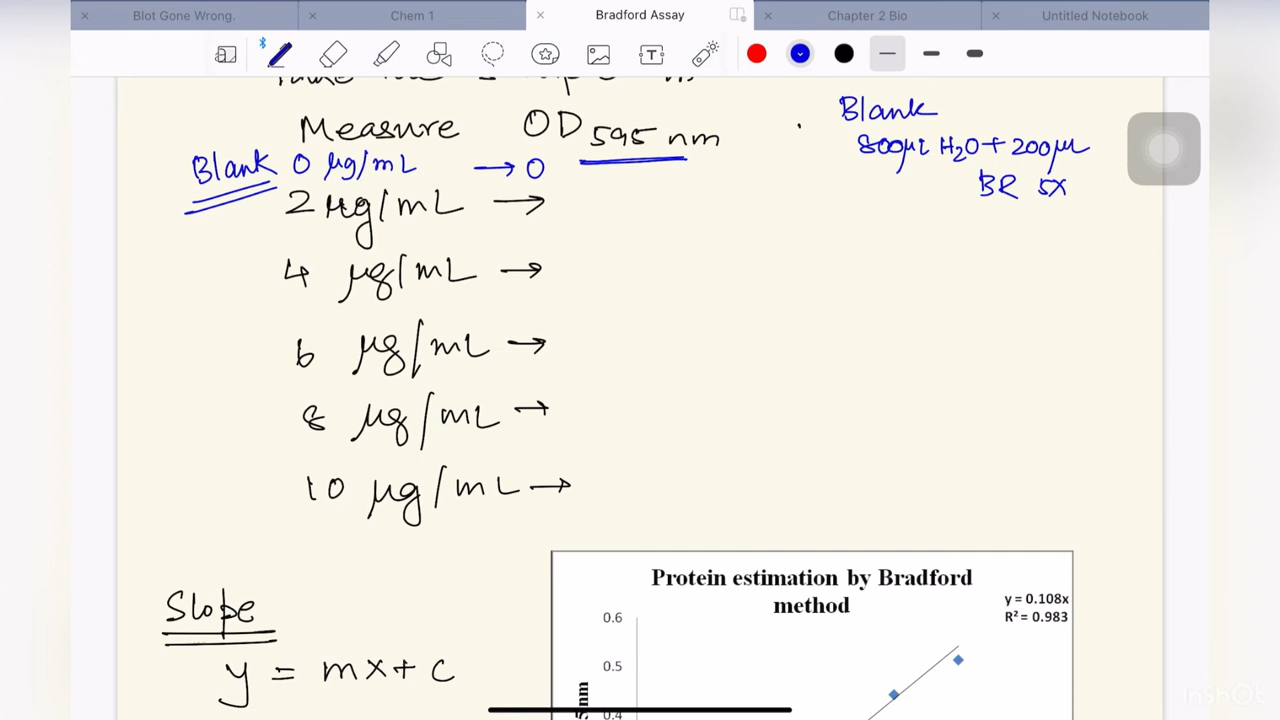 Blot Gone Wrong.
Chem 1
Bradford Assay
Chapter 2 Bio
Untitled Notebook
Measure OD 595 nm
Blank 0 µg/mL → 0
2 µg/mL →
4 µg/mL →
6 µg/mL →
8 µg/mL →
10 µg/mL →
Blank
800µL H₂O + 200µL
BR 5X
Slope
y = mx + c
Protein estimation by Bradford
method
y = 0.108x
R² = 0.983
0.6
0.5
0.4
nm
InShOt